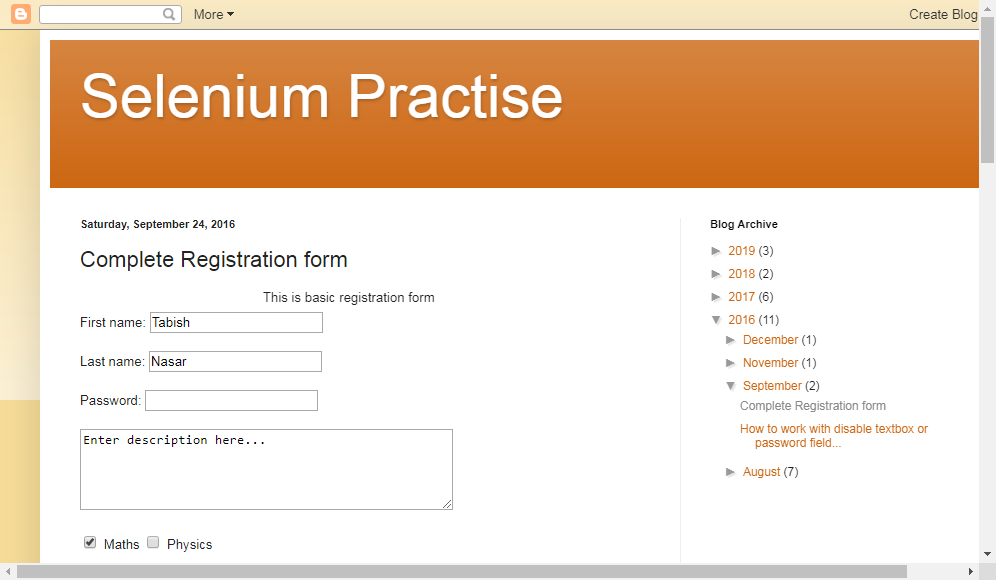 More
Create Blog
Selenium Practise
Saturday, September 24, 2016
Complete Registration form
This is basic registration form
First name: Tabish
Last name: Nasar
Password:
Enter description here...
Maths Physics
Blog Archive
► 2019 (3)
► 2018 (2)
► 2017 (6)
▼ 2016 (11)
► December (1)
► November (1)
▼ September (2)
Complete Registration form
How to work with disable textbox or
password field...
► August (7)